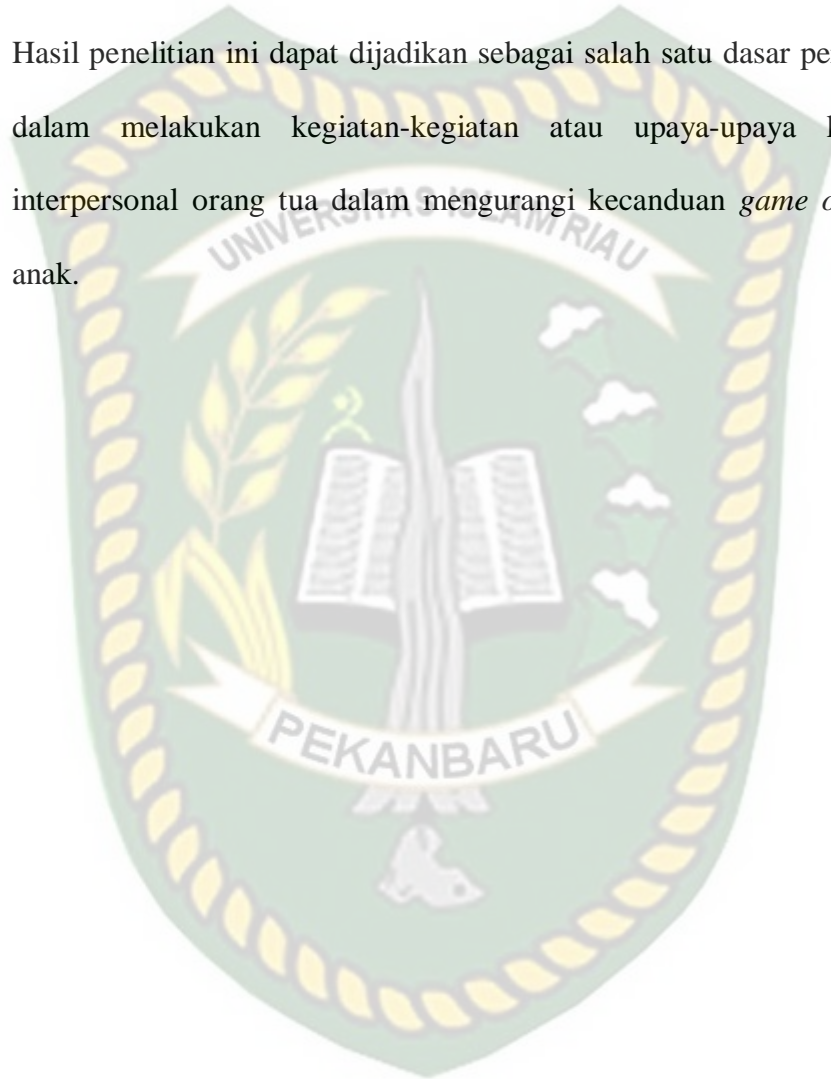 Hasil penelitian ini dapat dijadikan sebagai salah satu dasar
dalam melakukan kegiatan-kegiatan atau upaya-upaya
interpersonal orang tua dalam mengurangi kecanduan game
anak.
UNIVERSITAS ISLAM RIAU
PEKANBARU